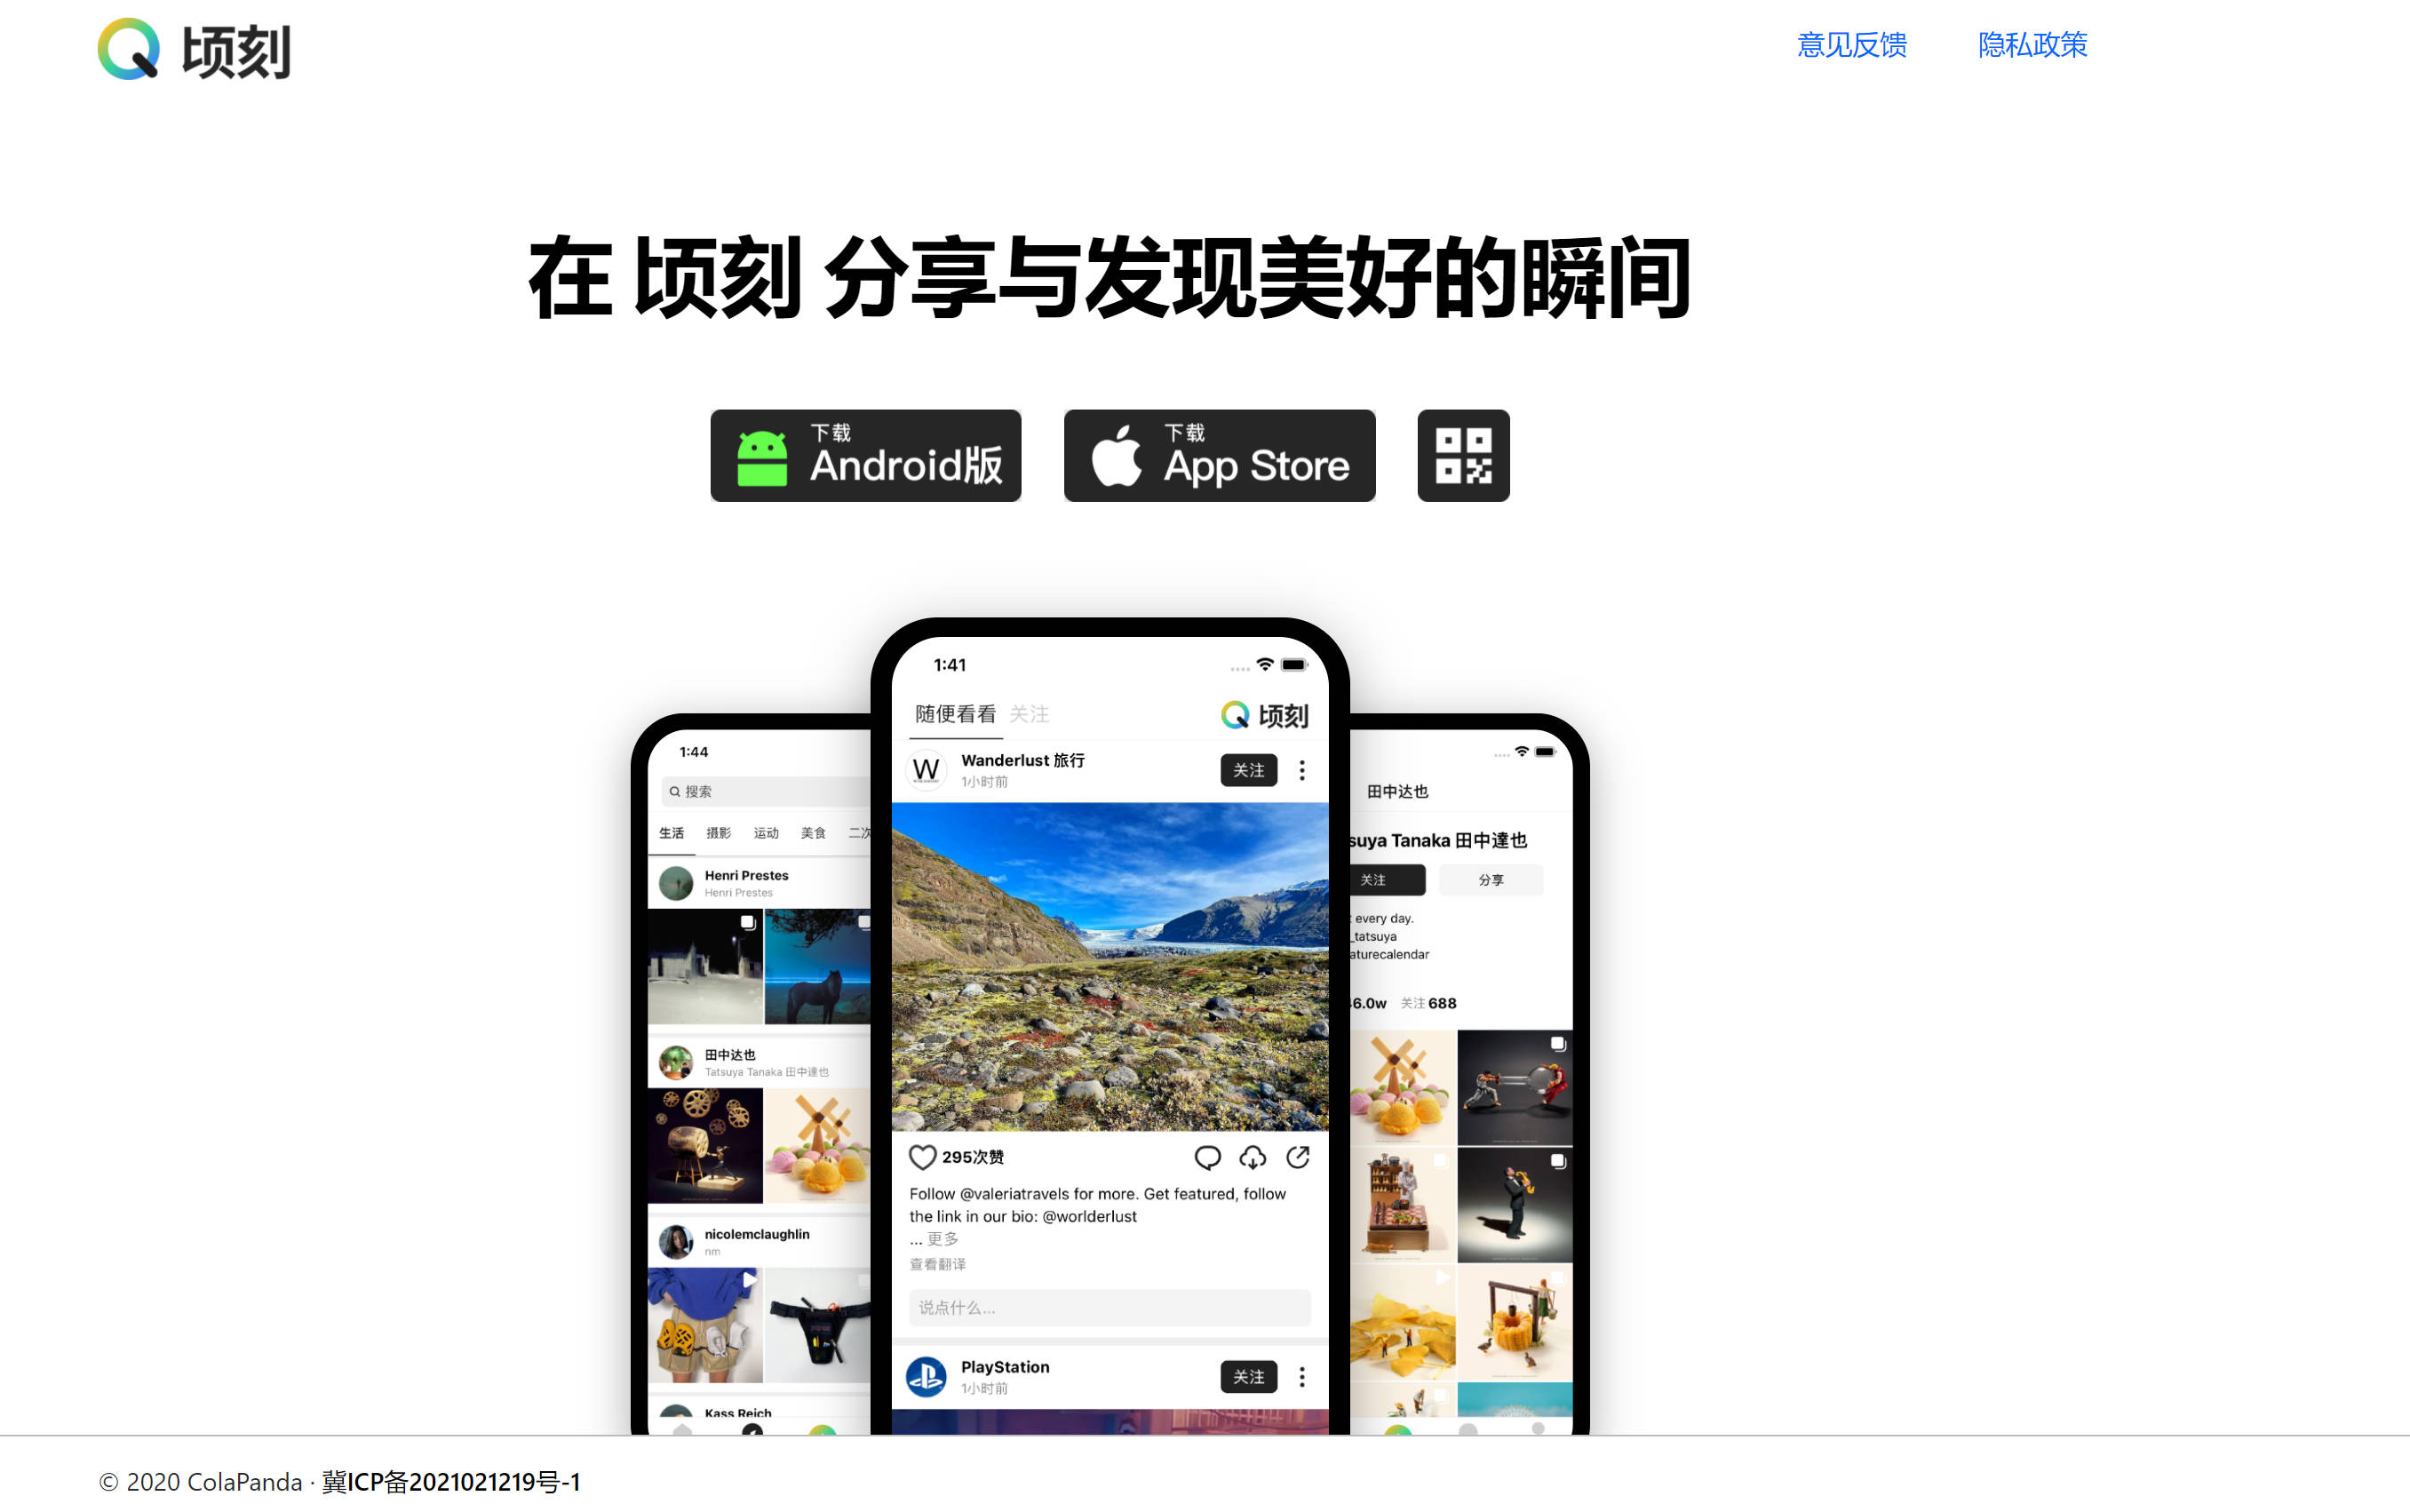 顷刻
意见反馈
隐私政策
在 顷刻 分享与发现美好的瞬间
下载
Android版
下载
App Store
1:44
搜索
生活 摄影 运动 美食
Henri Prestes
Henri Prestes
田中达也
Tatsuya Tanaka 田中達也
nicolemclaughlin
nm
Kass Reich
1:41
随便看看 关注
顷刻
Wanderlust 旅行
1小时前
关注
295次赞
Follow @valeriatravels for more. Get featured, follow
the link in our bio: @worlderlust
... 更多
查看翻译
说点什么...
PlayStation
1小时前
关注
田中达也
suya Tanaka 田中達也
关注
分享
every day.
_tatsuya
aturecalendar
6.0w 关注 688
© 2020 ColaPanda · 冀ICP备2021021219号-1